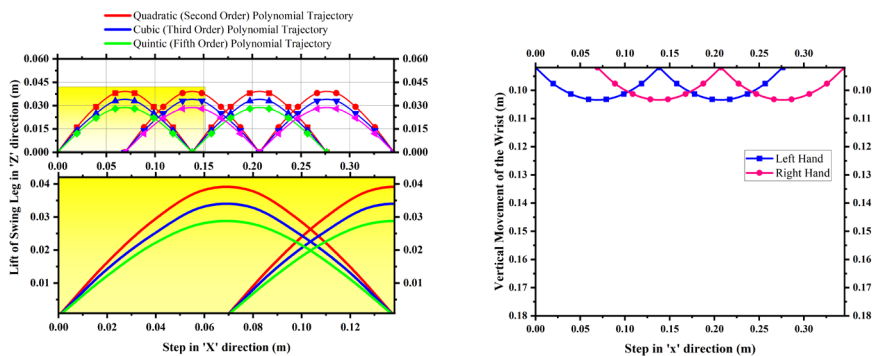 Quadratic (Second Order) Polynomial Trajectory
Cubic (Third Order) Polynomial Trajectory
Quintic (Fifth Order) Polynomial Trajectory
Lift of Swing Leg in 'Z' direction (m)
0.060
0.045
0.030
0.015
0.000
0.060
0.045
0.030
0.015
0.000
0.00 0.05 0.10 0.15 0.20 0.25 0.30
0.04
0.03
0.02
0.01
0.04
0.03
0.02
0.01
0.00 0.02 0.04 0.06 0.08 0.10 0.12
Step in 'X' direction (m)
0.00 0.05 0.10 0.15 0.20 0.25 0.30
Vertical Movement of the Wrist (m)
0.10
0.11
0.12
0.13
0.14
0.15
0.16
0.17
0.18
0.10
0.11
0.12
0.13
0.14
0.15
0.16
0.17
0.18
Left Hand
Right Hand
0.00 0.05 0.10 0.15 0.20 0.25 0.30
Step in 'x' direction (m)